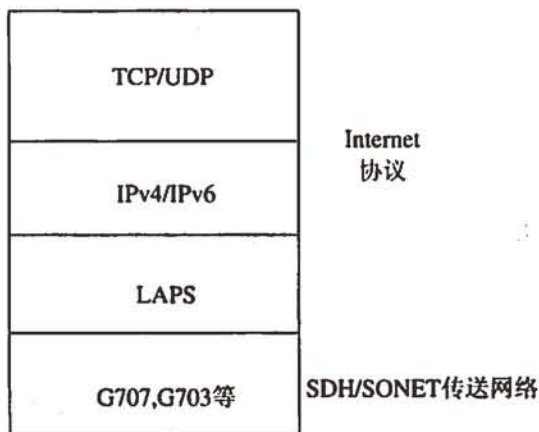 TCP/UDP
Internet
协议
IPv4/IPv6
LAPS
G707,G703等
SDH/SONET传送网络